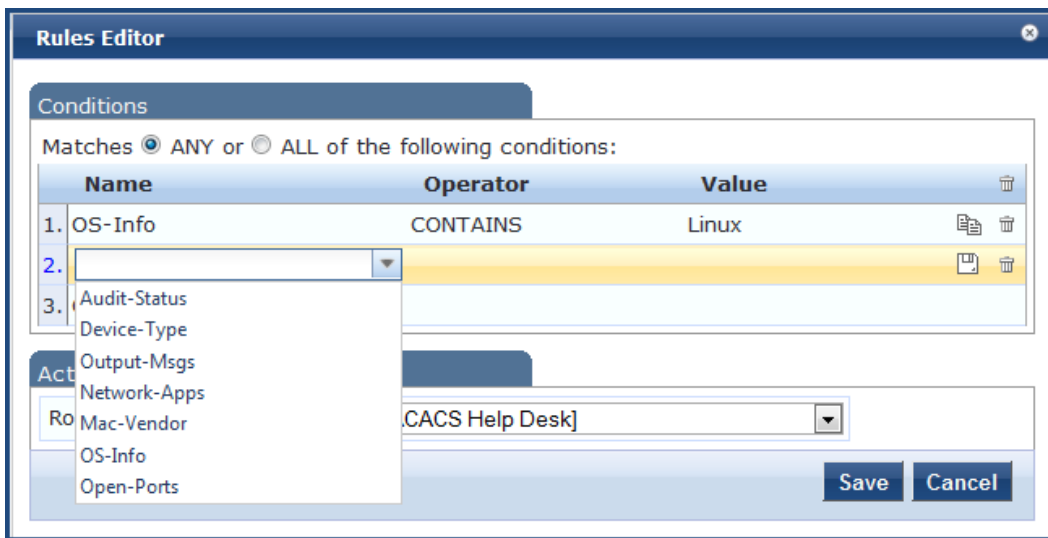 Rules Editor
Conditions
Matches ANY or ALL of the following conditions:
Name Operator Value
1. OS-Info CONTAINS Linux
2.
3.
Audit-Status
Device-Type
Output-Msgs
Network-Apps
Mac-Vendor
OS-Info
Open-Ports
Act
Ro CACS Help Desk]
Save Cancel